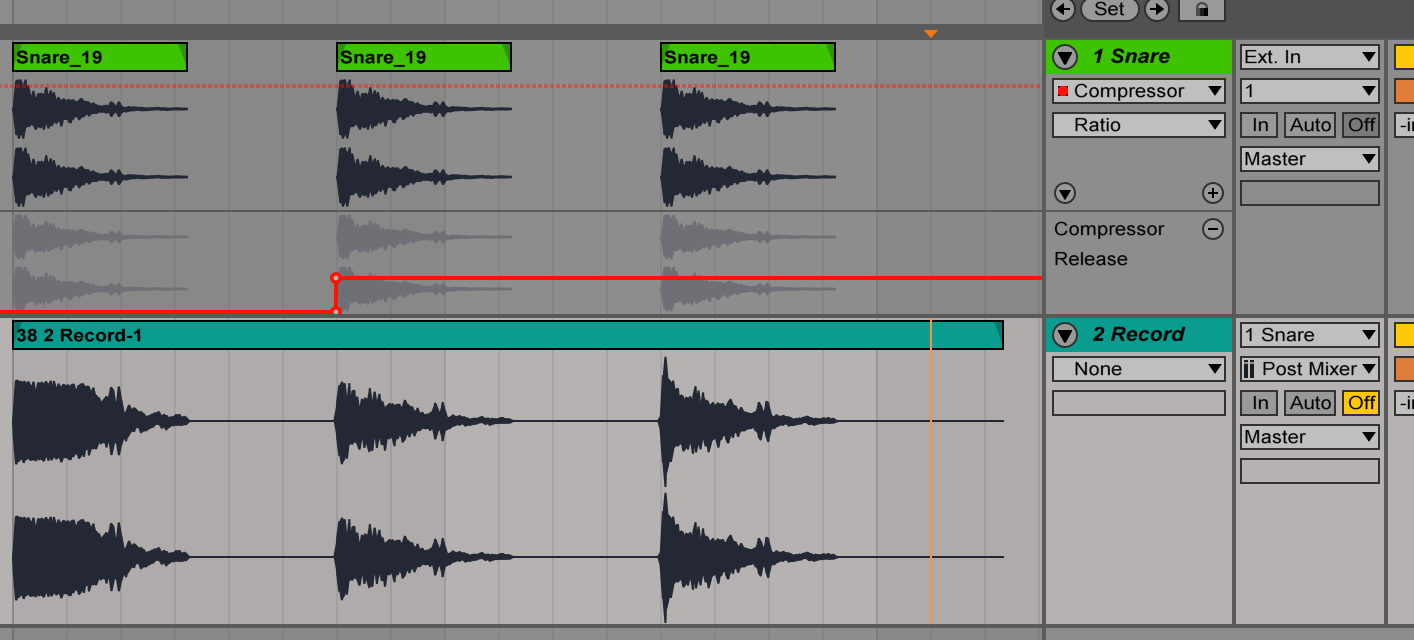 Set
Snare_19
Snare_19
Snare_19
1 Snare
Ext. In
Compressor
1
Ratio
In
Auto
Off
Master
Compressor
Release
38 2 Record-1
2 Record
1 Snare
None
Post Mixer
In
Auto
Off
Master